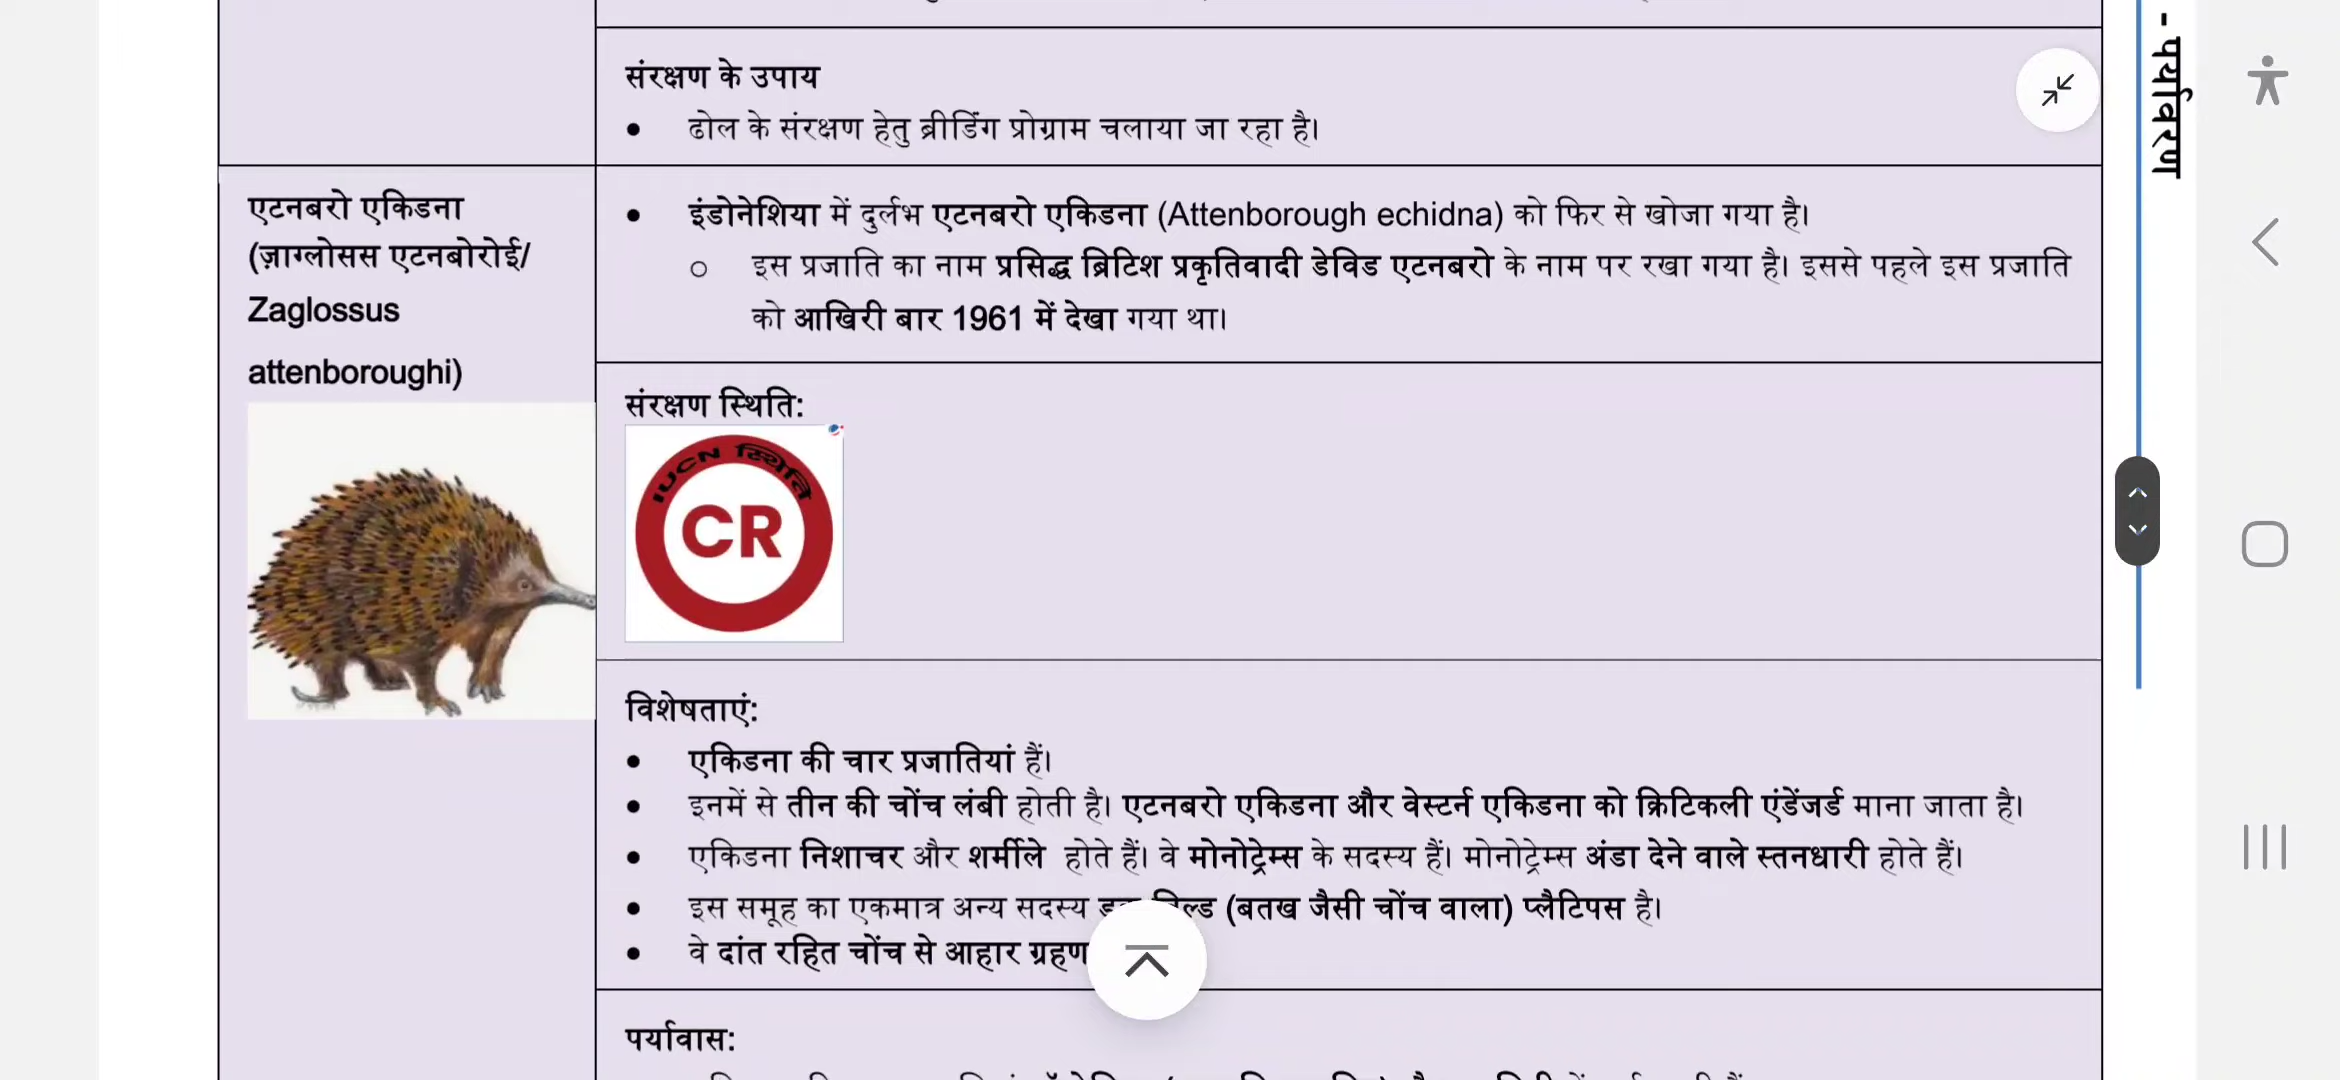 संरक्षण के उपाय
• ढोल के संरक्षण हेतु ब्रीडिंग प्रोग्राम चलाया जा रहा है।
एटनबरो एकिडना
(ज़ाग्लोसस एटनबोरोई/
Zaglossus
attenboroughi)
• इंडोनेशिया में दुर्लभ एटनबरो एकिडना (Attenborough echidna) को फिर से खोजा गया है।
○ इस प्रजाति का नाम प्रसिद्ध ब्रिटिश प्रकृतिवादी डेविड एटनबरो के नाम पर रखा गया है। इससे पहले इस प्रजाति
को आखिरी बार 1961 में देखा गया था।
संरक्षण स्थिति:
IUCN स्थिति
CR
विशेषताएं:
• एकिडना की चार प्रजातियां हैं।
• इनमें से तीन की चोंच लंबी होती है। एटनबरो एकिडना और वेस्टर्न एकिडना को क्रिटिकली एंडेंजर्ड माना जाता है।
• एकिडना निशाचर और शर्मीले होते हैं। वे मोनोट्रेम्स के सदस्य हैं। मोनोट्रेम्स अंडा देने वाले स्तनधारी होते हैं।
• इस समूह का एकमात्र अन्य सदस्य (बतख जैसी चोंच वाला) प्लैटिपस है।
• वे दांत रहित चोंच से आहार ग्रहण
पर्यावास:
- पर्यावरण